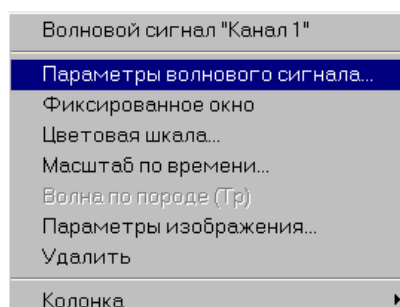 Волновой сигнал "Канал 1"
Параметры волнового сигнала...
Фиксированное окно
Цветовая шкала...
Масштаб по времени...
Волна по породе (Тр)
Параметры изображения...
Удалить
Колонка